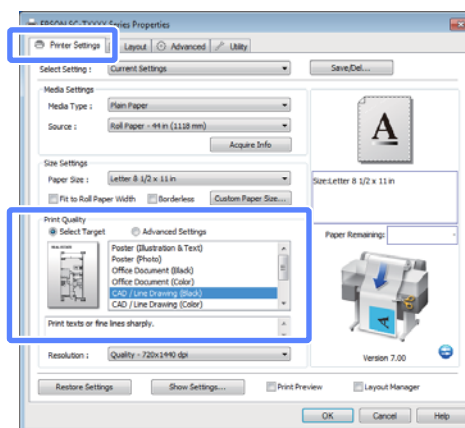 EPSON SC-TXXXX Series Properties
Printer Settings Layout Advanced Utility
Select Setting : Current Settings Save/Del...
Media Settings
Media Type : Plain Paper
Source : Roll Paper - 44 in (1118 mm)
Acquire Info
Size Settings
Paper Size : Letter 8 1/2 x 11 in
Fit to Roll Paper Width Borderless Custom Paper Size...
Size:Letter 8 1/2 x 11 in
Print Quality
Select Target Advanced Settings
Paper Remaining:
Poster (Illustration & Text)
Poster (Photo)
Office Document (Black)
Office Document (Color)
CAD / Line Drawing (Black)
CAD / Line Drawing (Color)
Print texts or fine lines sharply.
Resolution : Quality - 720x1440 dpi
Version 7.00
Restore Settings Show Settings... Print Preview Layout Manager
OK Cancel Help
A
A